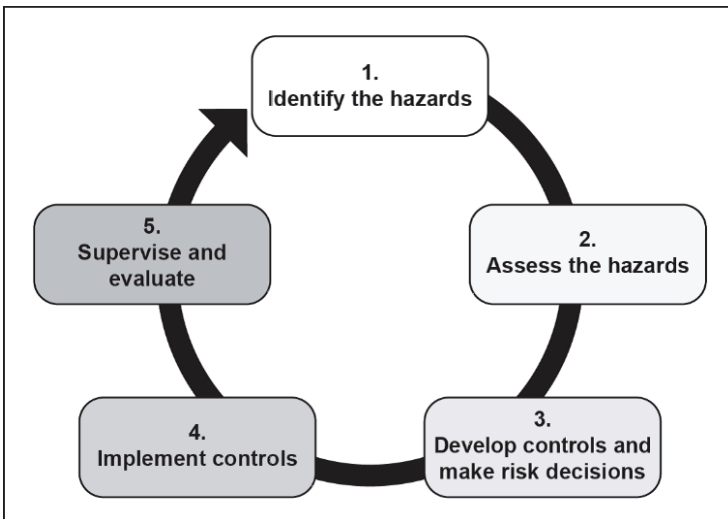 1.
Identify the hazards
2.
Assess the hazards
3.
Develop controls and
make risk decisions
4.
Implement controls
5.
Supervise and
evaluate